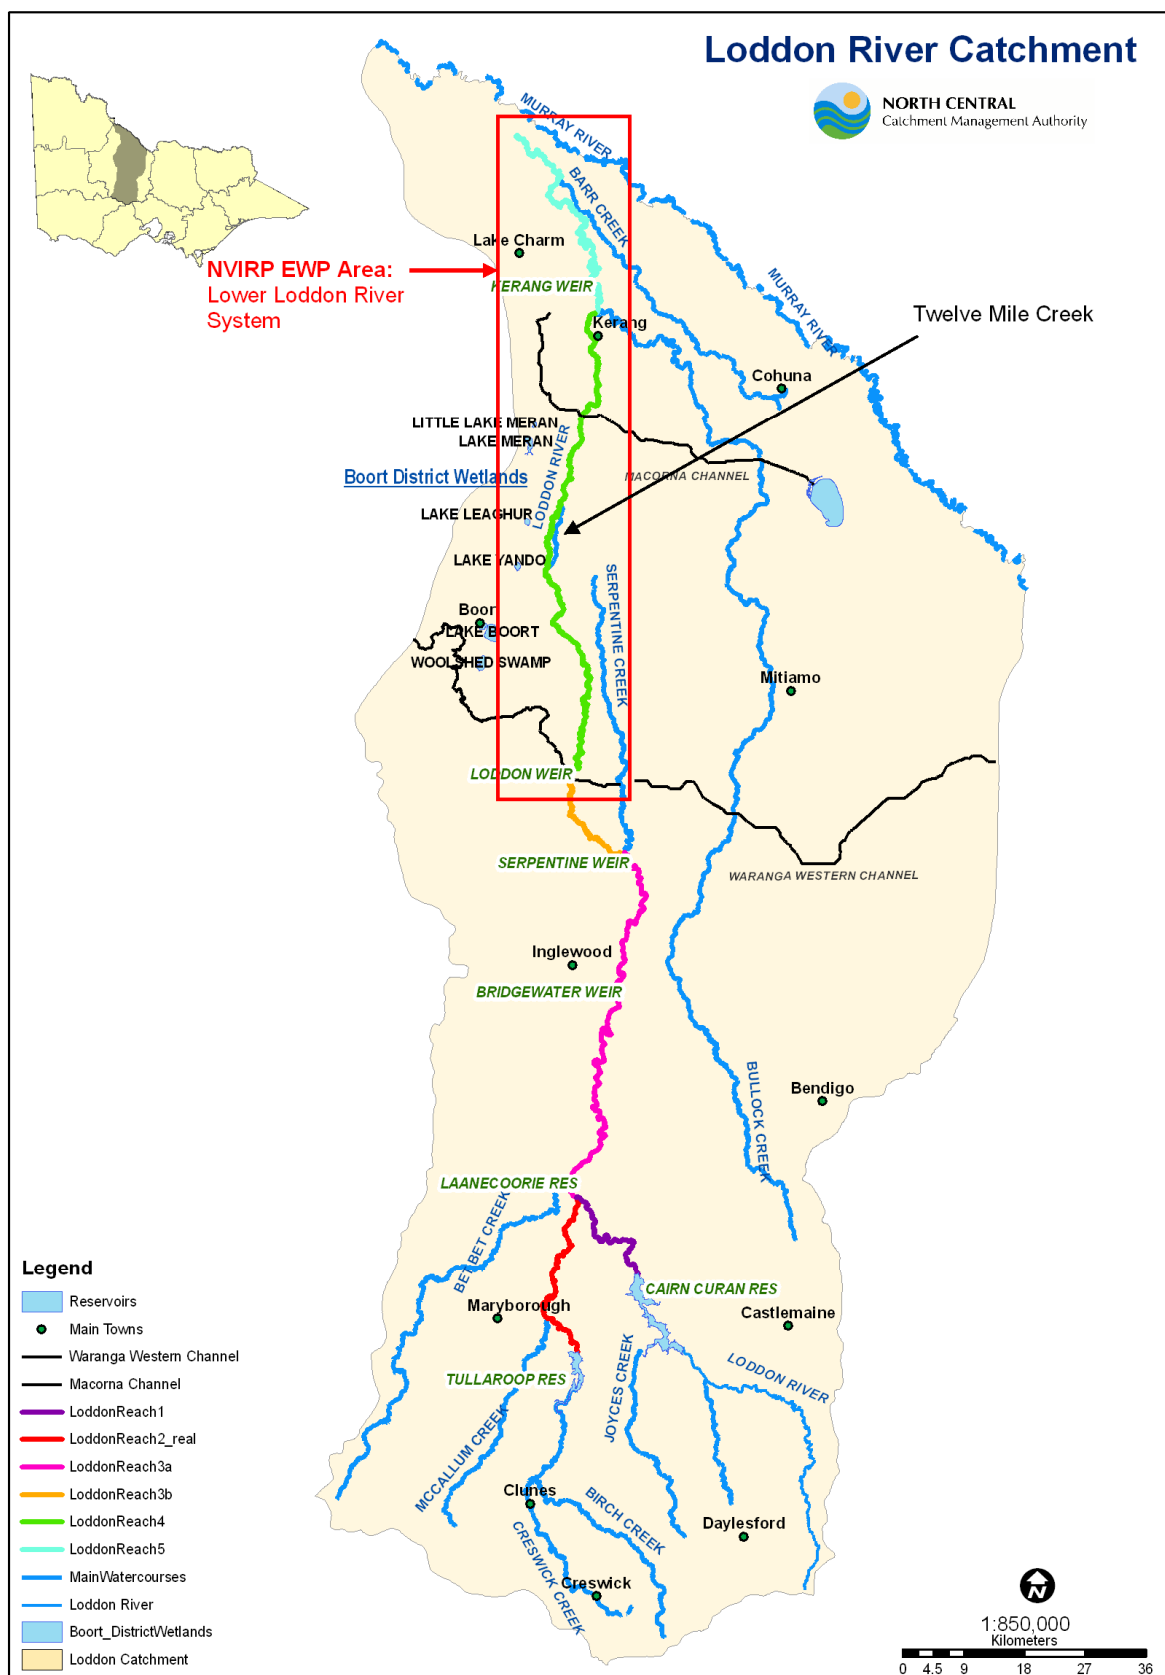 Loddon River Catchment
NORTH CENTRAL
Catchment Management Authority
MURRAY RIVER
BARR CREEK
Lake Charm
NVIRP EWP Area:
Lower Loddon River
System
KERANG WEIR
MURRAY RIVER
Twelve Mile Creek
Kerang
Cohuna
LITTLE LAKE MERAN
LAKE MERAN
LODDON RIVER
Boort District Wetlands
MACORNA CHANNEL
LAKE LEAGHUR
LAKE YANDO
SERPENTINE CREEK
Boor
LAKE BOORT
WOOLSHED SWAMP
Mitiamo
LODDON WEIR
SERPENTINE WEIR
WARANGA WESTERN CHANNEL
Inglewood
BRIDGEWATER WEIR
Bendigo
BULLOCK CREEK
LAANECOORIE RES
BET BET CREEK
CAIRN CURAN RES
Maryborough
Castlemaine
TULLAROOP RES
JOYCES CREEK
LODDON RIVER
MCCALLUM CREEK
Clunes
BIRCH CREEK
Daylesford
CRESWICK CREEK
Creswick
Legend
Reservoirs
Main Towns
Waranga Western Channel
Macorna Channel
LoddonReach1
LoddonReach2_real
LoddonReach3a
LoddonReach3b
LoddonReach4
LoddonReach5
MainWatercourses
Loddon River
Boort_DistrictWetlands
Loddon Catchment
N
1:850,000
Kilometers
0 4.5 9 18 27 36